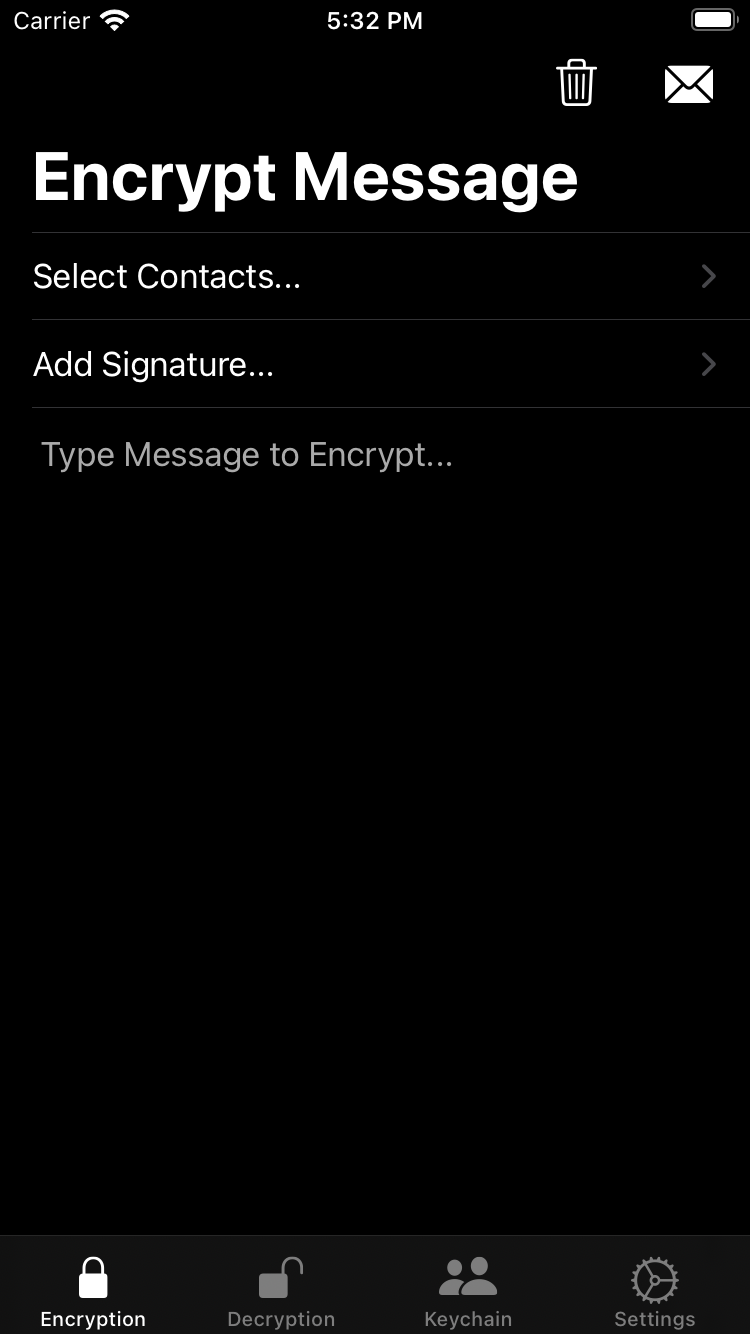 Carrier 5:32 PM
Encrypt Message
Select Contacts...
Add Signature...
Type Message to Encrypt...
Encryption Decryption Keychain Settings